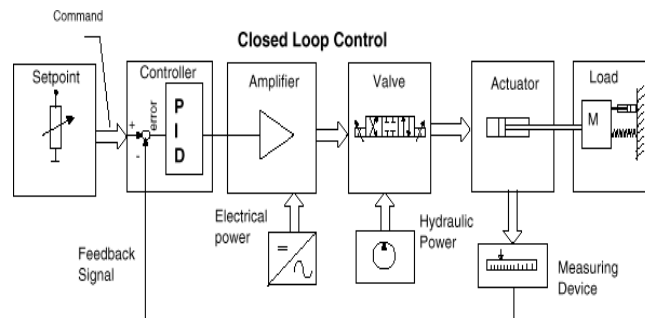 Command
Closed Loop Control
Setpoint
Controller
Amplifier
Valve
Actuator
Load
+
error
-
P
I
D
M
Electrical
power
Hydraulic
Power
Feedback
Signal
Measuring
Device